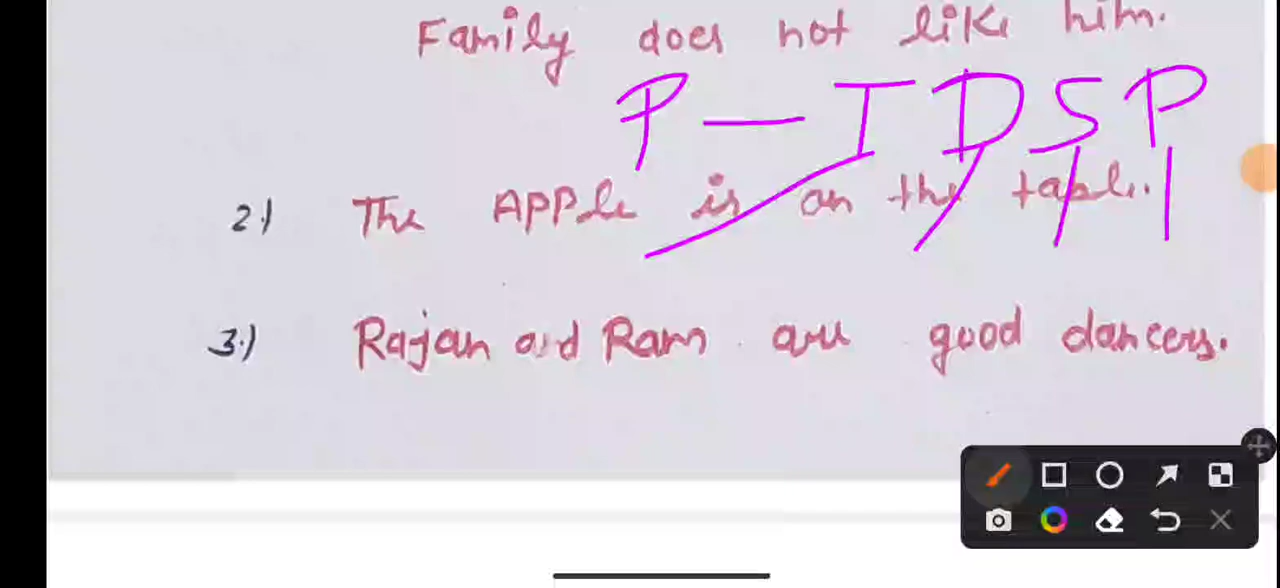 Family does not like him.
P — I D S P
2.) The Apple is on the table.
3.) Rajan and Ram are good dancers.